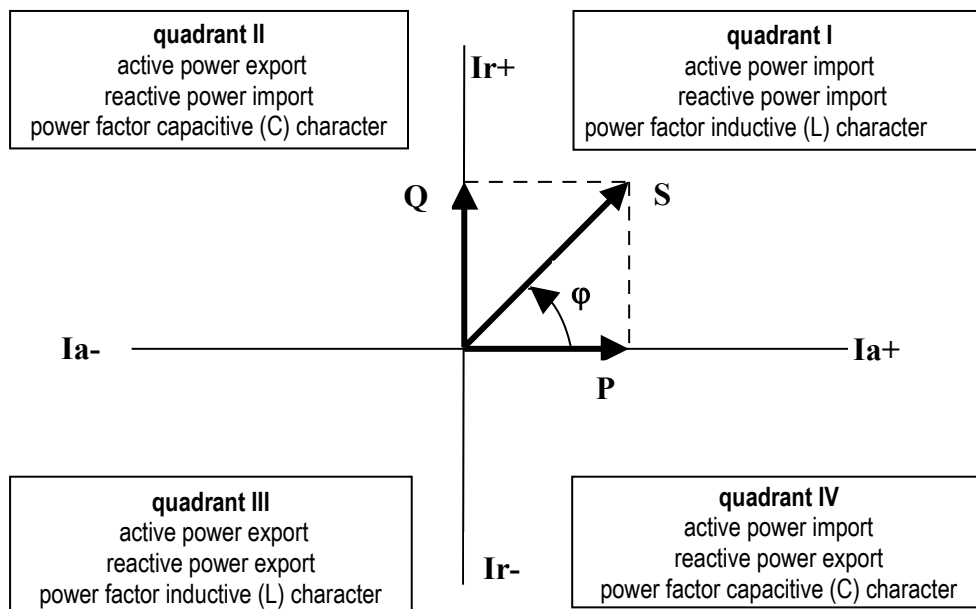 quadrant II
active power export
reactive power import
power factor capacitive (C) character
quadrant I
active power import
reactive power import
power factor inductive (L) character
Ir+
Q
S
φ
Ia-
Ia+
P
quadrant III
active power export
reactive power export
power factor inductive (L) character
quadrant IV
active power import
reactive power export
power factor capacitive (C) character
Ir-